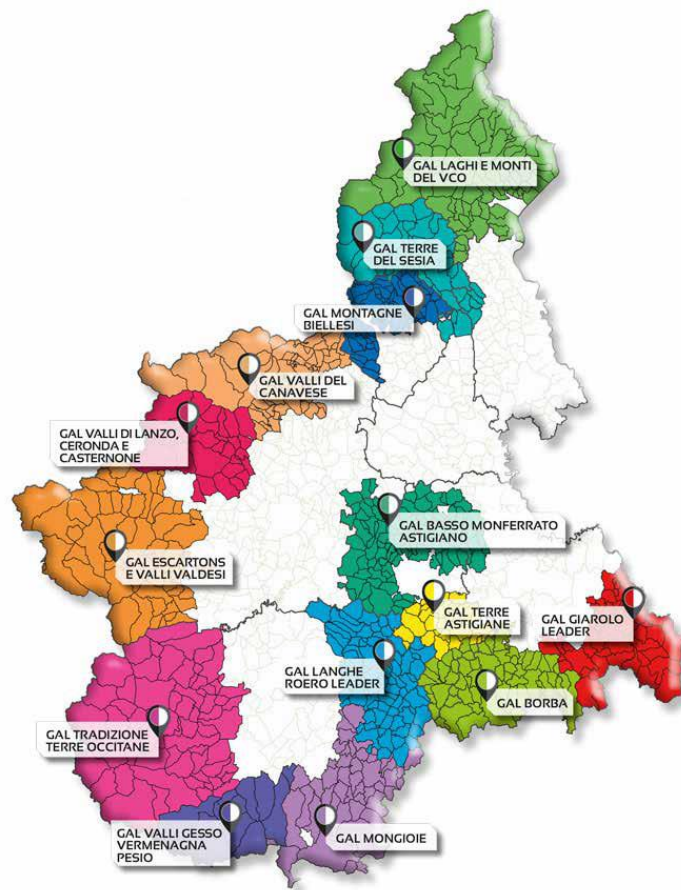 GAL LAGHI E MONTI
DEL VCO
GAL TERRE
DEL SESIA
GAL MONTAGNE
BIELLESI
GAL VALLI DEL
CANAVESE
GAL VALLI DI LANZO,
CERONDA E
CASTERNONE
GAL BASSO MONFERRATO
ASTIGIANO
GAL ESCARTONS
E VALLI VALDESI
GAL TERRE
ASTIGIANE
GAL GIAROLO
LEADER
GAL LANGHE
ROERO LEADER
GAL BORBA
GAL TRADIZIONE
TERRE OCCITANE
GAL VALLI GESSO
VERMENAGNA
PESIO
GAL MONGIOIE